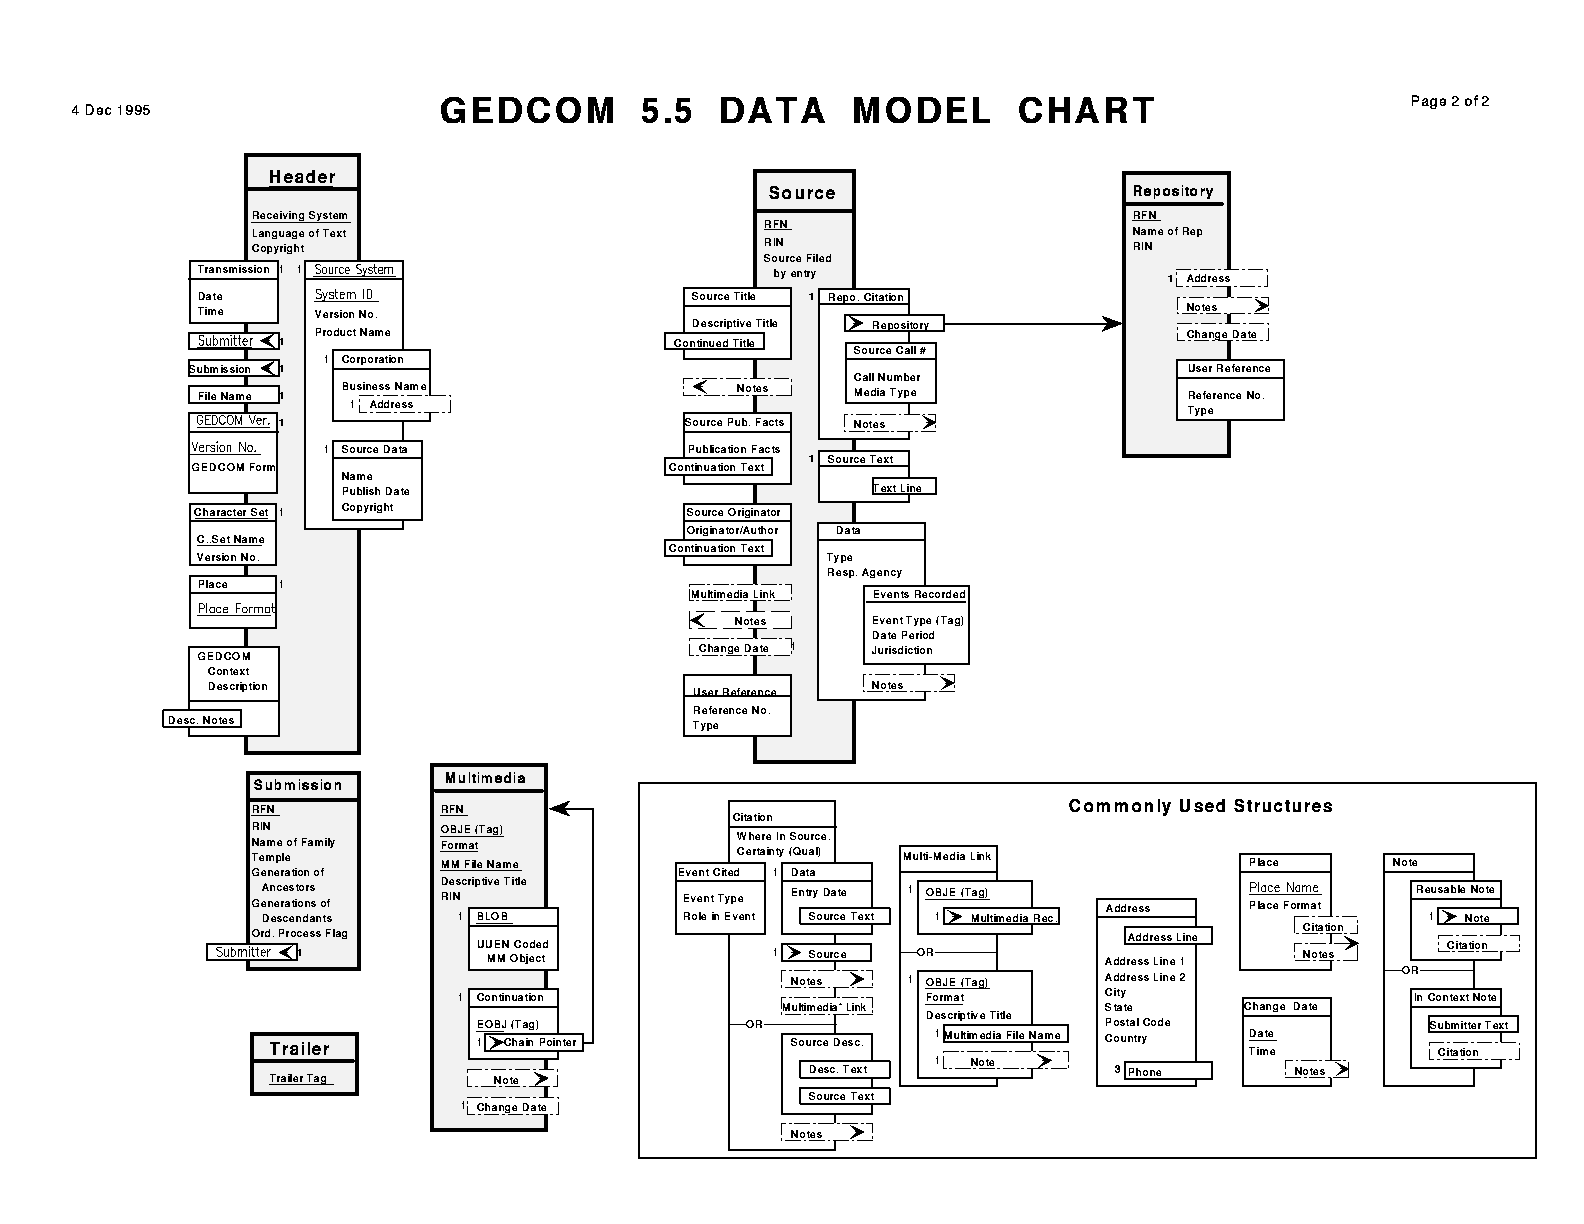 4 Dec 1995
GEDCOM 5.5 DATA MODEL CHART
Page 2 of 2
Header
Receiving System
Language of Text
Copyright
Transmission 1
Date
Time
Submitter 1
Submission 1
File Name 1
GEDCOM Ver. 1
Version No.
GEDCOM Form
Character Set 1
C..Set Name
Version No.
Place 1
Place Format
GEDCOM
Context
Description
Desc. Notes
1 Source System
System ID
Version No.
Product Name
1 Corporation
Business Name
1 Address
1 Source Data
Name
Publish Date
Copyright
Source
RFN
RIN
Source Filed
by entry
Source Title
Descriptive Title
Continued Title
Notes
Source Pub. Facts
Publication Facts
Continuation Text
Source Originator
Originator/Author
Continuation Text
Multimedia Link
Notes
Change Date 1
User Reference
Reference No.
Type
1 Repo. Citation
Repository
Source Call #
Call Number
Media Type
Notes
1 Source Text
Text Line
Data
Type
Resp. Agency
Events Recorded
Event Type (Tag)
Date Period
Jurisdiction
Notes
Repository
RFN
Name of Rep
RIN
1 Address
Notes
Change Date
User Reference
Reference No.
Type
Submission
RFN
RIN
Name of Family
Temple
Generation of
Ancestors
Generations of
Descendants
Ord. Process Flag
Submitter 1
Trailer
Trailer Tag
Multimedia
RFN
OBJE (Tag)
Format
MM File Name
Descriptive Title
RIN
1 BLOB
UUEN Coded
MM Object
1 Continuation
EOBJ (Tag)
1 Chain Pointer
Note
1 Change Date
Commonly Used Structures
Citation
Where In Source.
Certainty (Qual)
Event Cited
Event Type
Role in Event
1 Data
Entry Date
Source Text
1 Source
Notes
Multimedia* Link
OR
Source Desc.
Desc. Text
Source Text
Notes
Multi-Media Link
1 OBJE (Tag)
1 Multimedia Rec.
OR
1 OBJE (Tag)
Format
Descriptive Title
1 Multimedia File Name
1 Note
Address
Address Line
Address Line 1
Address Line 2
City
State
Postal Code
Country
3 Phone
Place
Place Name
Place Format
Citation
Notes
Change Date
Date
Time
Notes
Note
Reusable Note
1 Note
Citation
OR
In Context Note
Submitter Text
Citation